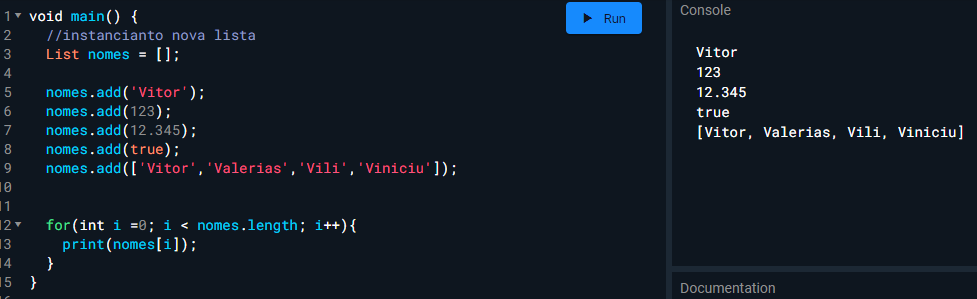 1 void main() {
2 //instancianto nova lista
3 List nomes = [];
4
5 nomes.add('Vitor');
6 nomes.add(123);
7 nomes.add(12.345);
8 nomes.add(true);
9 nomes.add(['Vitor','Valerias','Vili','Viniciu']);
10
11
12 for(int i =0; i < nomes.length; i++){
13 print(nomes[i]);
14 }
15 }
Run
Console
Vitor
123
12.345
true
[Vitor, Valerias, Vili, Viniciu]
Documentation